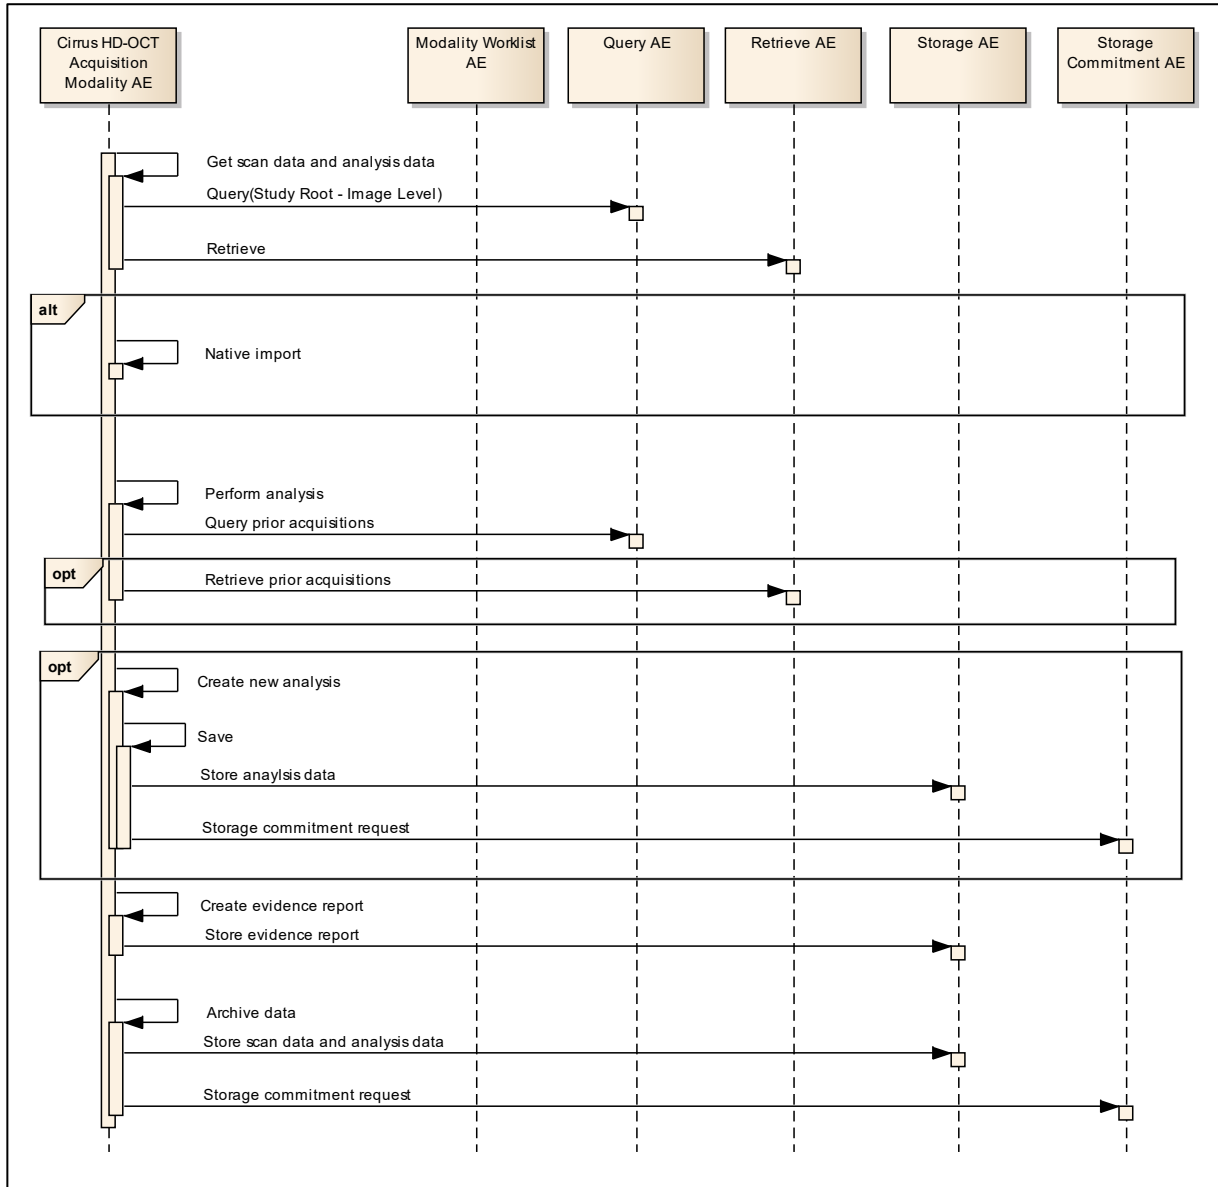 Cirrus HD-OCT
Acquisition
Modality AE
Modality Worklist
AE
Query AE
Retrieve AE
Storage AE
Storage
Commitment AE
Get scan data and analysis data
Query(Study Root - Image Level)
Retrieve
alt
Native import
Perform analysis
Query prior acquisitions
opt
Retrieve prior acquisitions
opt
Create new analysis
Save
Store anaylsis data
Storage commitment request
Create evidence report
Store evidence report
Archive data
Store scan data and analysis data
Storage commitment request